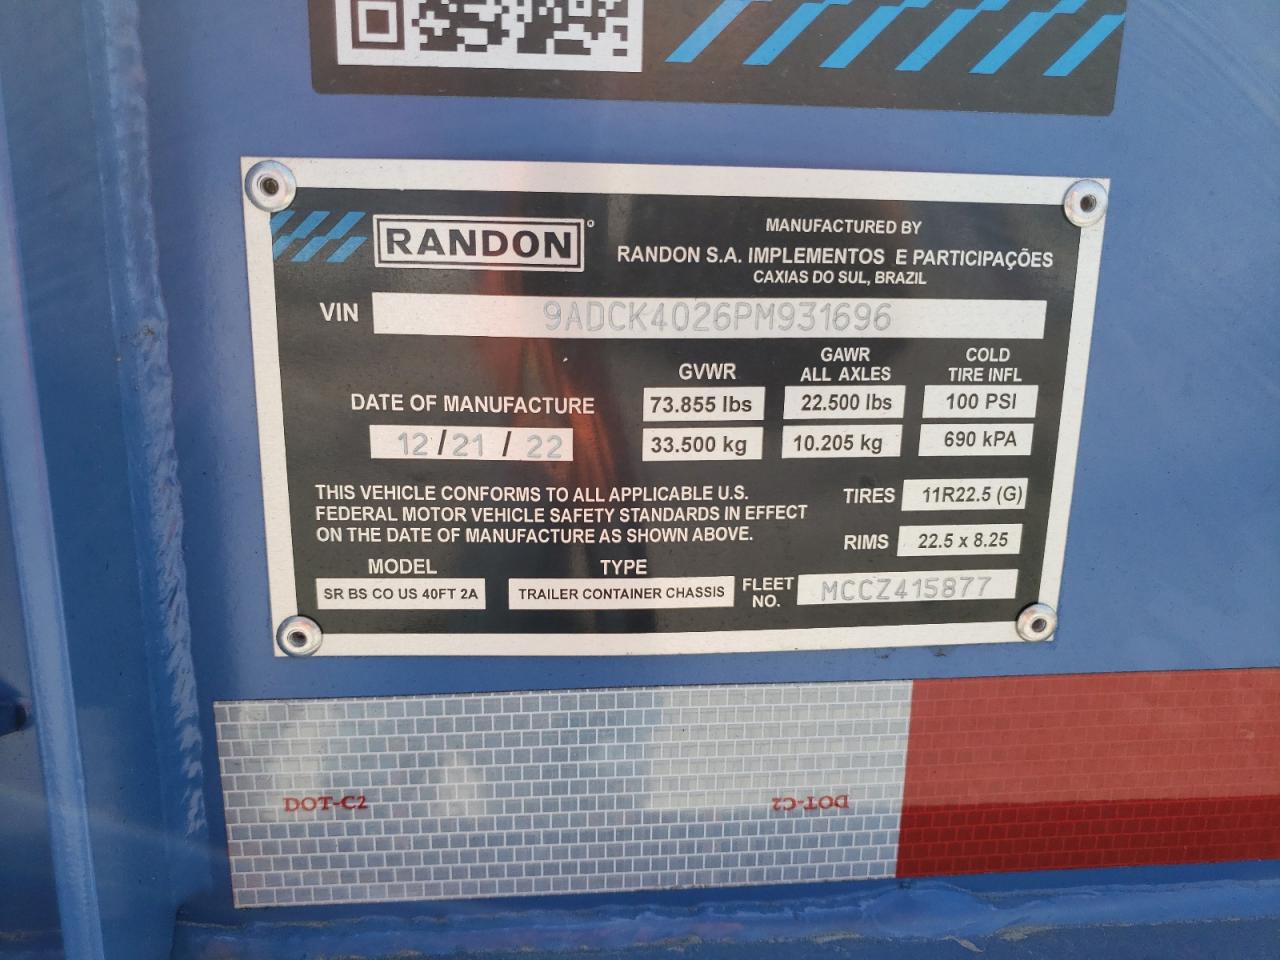 RANDON
MANUFACTURED BY
RANDON S.A. IMPLEMENTOS E PARTICIPAÇÕES
CAXIAS DO SUL, BRAZIL
VIN 9ADCK4026PM931696
GVWR
GAWR
ALL AXLES
COLD
TIRE INFL
DATE OF MANUFACTURE 73.855 lbs 22.500 lbs 100 PSI
12/21/22 33.500 kg 10.205 kg 690 kPA
THIS VEHICLE CONFORMS TO ALL APPLICABLE U.S.
FEDERAL MOTOR VEHICLE SAFETY STANDARDS IN EFFECT
ON THE DATE OF MANUFACTURE AS SHOWN ABOVE.
TIRES 11R22.5 (G)
RIMS 22.5 x 8.25
MODEL
SR BS CO US 40FT 2A
TYPE
TRAILER CONTAINER CHASSIS
FLEET
NO.
MCCZ415877
DOT-C2
DOT-C2